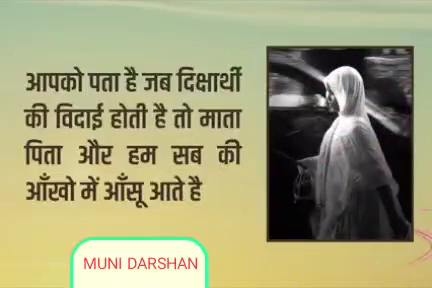 आपको पता है जब दिक्षार्थी
की विदाई होती है तो माता
पिता और हम सब की
आँखो में आँसू आते है
MUNI DARSHAN